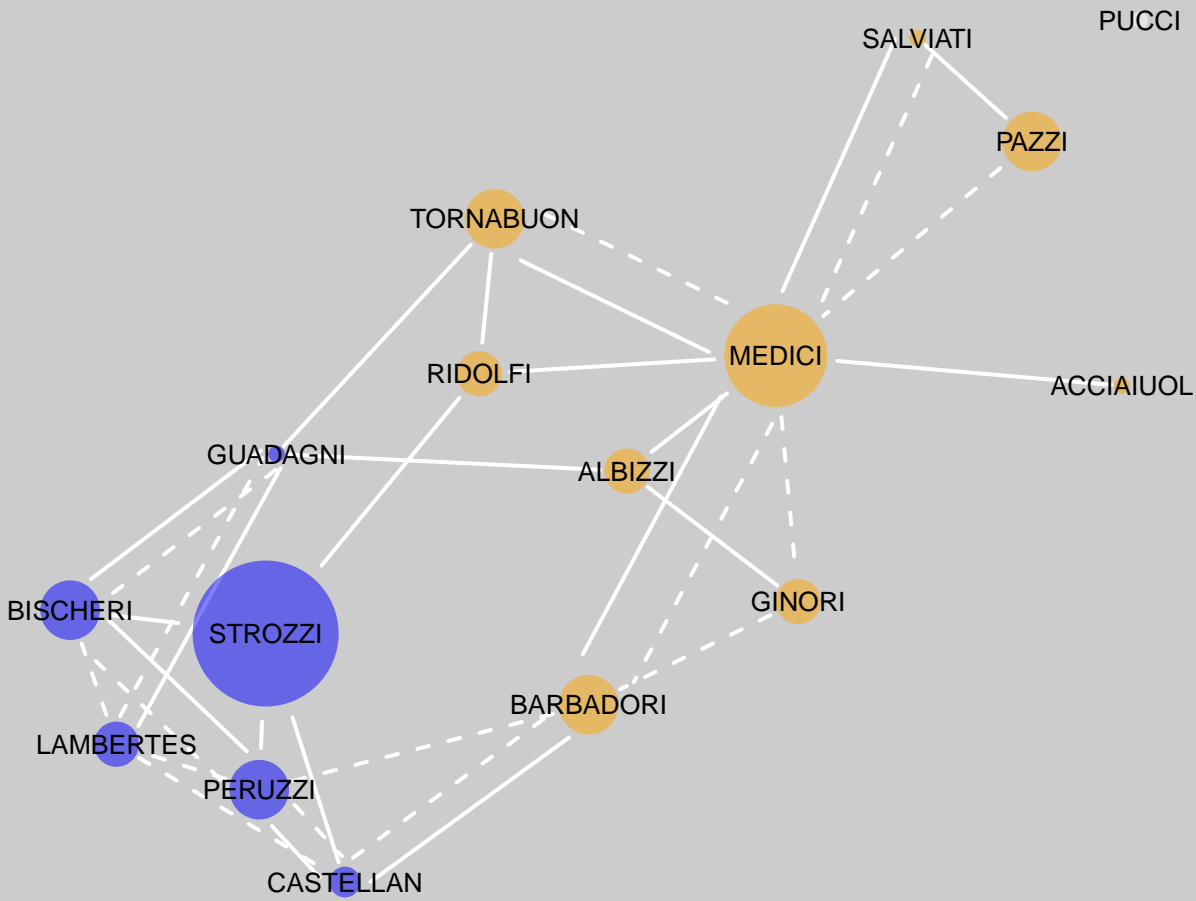 PUCCI
SALVIATI
PAZZI
TORNABUON
MEDICI
RIDOLFI
ACCIAIUOL
GUADAGNI
ALBIZZI
GINORI
BISCHERI
STROZZI
BARBADORI
LAMBERTES
PERUZZI
CASTELLAN